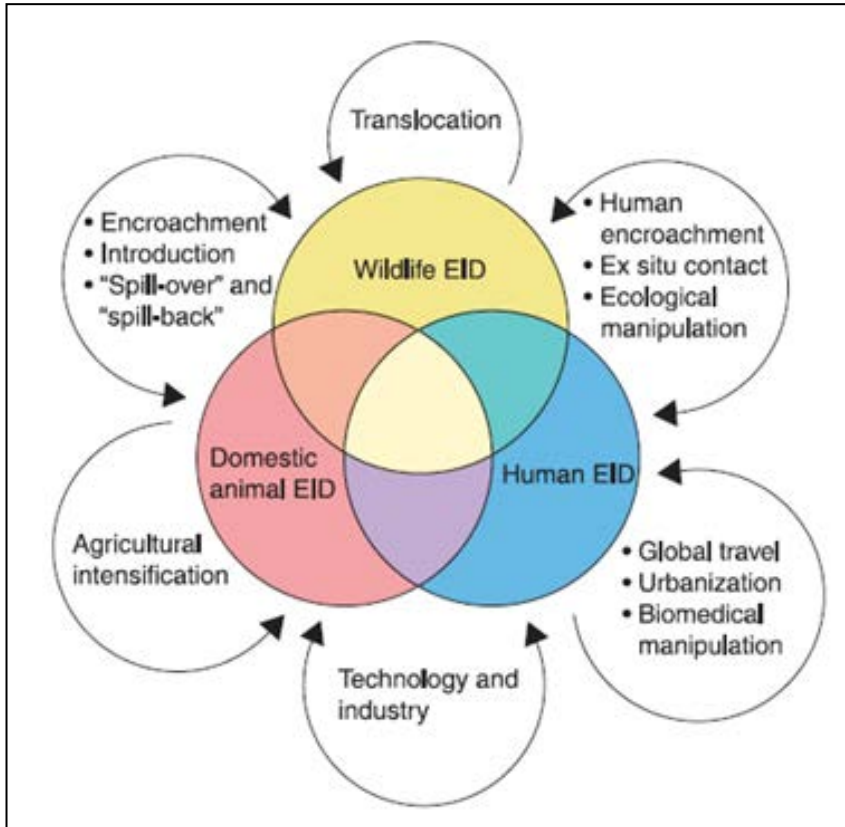 Translocation
• Encroachment
• Introduction
• "Spill-over" and
"spill-back"
• Human
encroachment
• Ex situ contact
• Ecological
manipulation
Wildlife EID
Domestic
animal EID
Human EID
Agricultural
intensification
• Global travel
• Urbanization
• Biomedical
manipulation
Technology and
industry